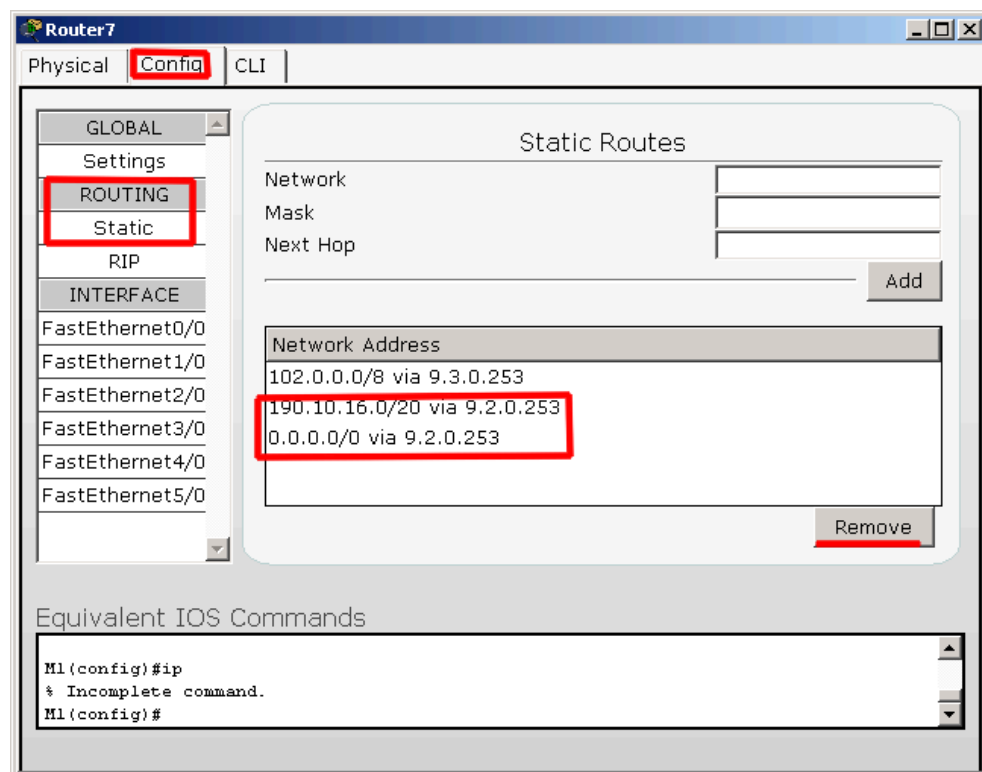 Router7
Physical Config CLI
GLOBAL
Settings
ROUTING
Static
RIP
INTERFACE
FastEthernet0/0
FastEthernet1/0
FastEthernet2/0
FastEthernet3/0
FastEthernet4/0
FastEthernet5/0
Static Routes
Network
Mask
Next Hop
Add
Network Address
102.0.0.0/8 via 9.3.0.253
190.10.16.0/20 via 9.2.0.253
0.0.0.0/0 via 9.2.0.253
Remove
Equivalent IOS Commands
M1(config)#ip
% Incomplete command.
M1(config)#